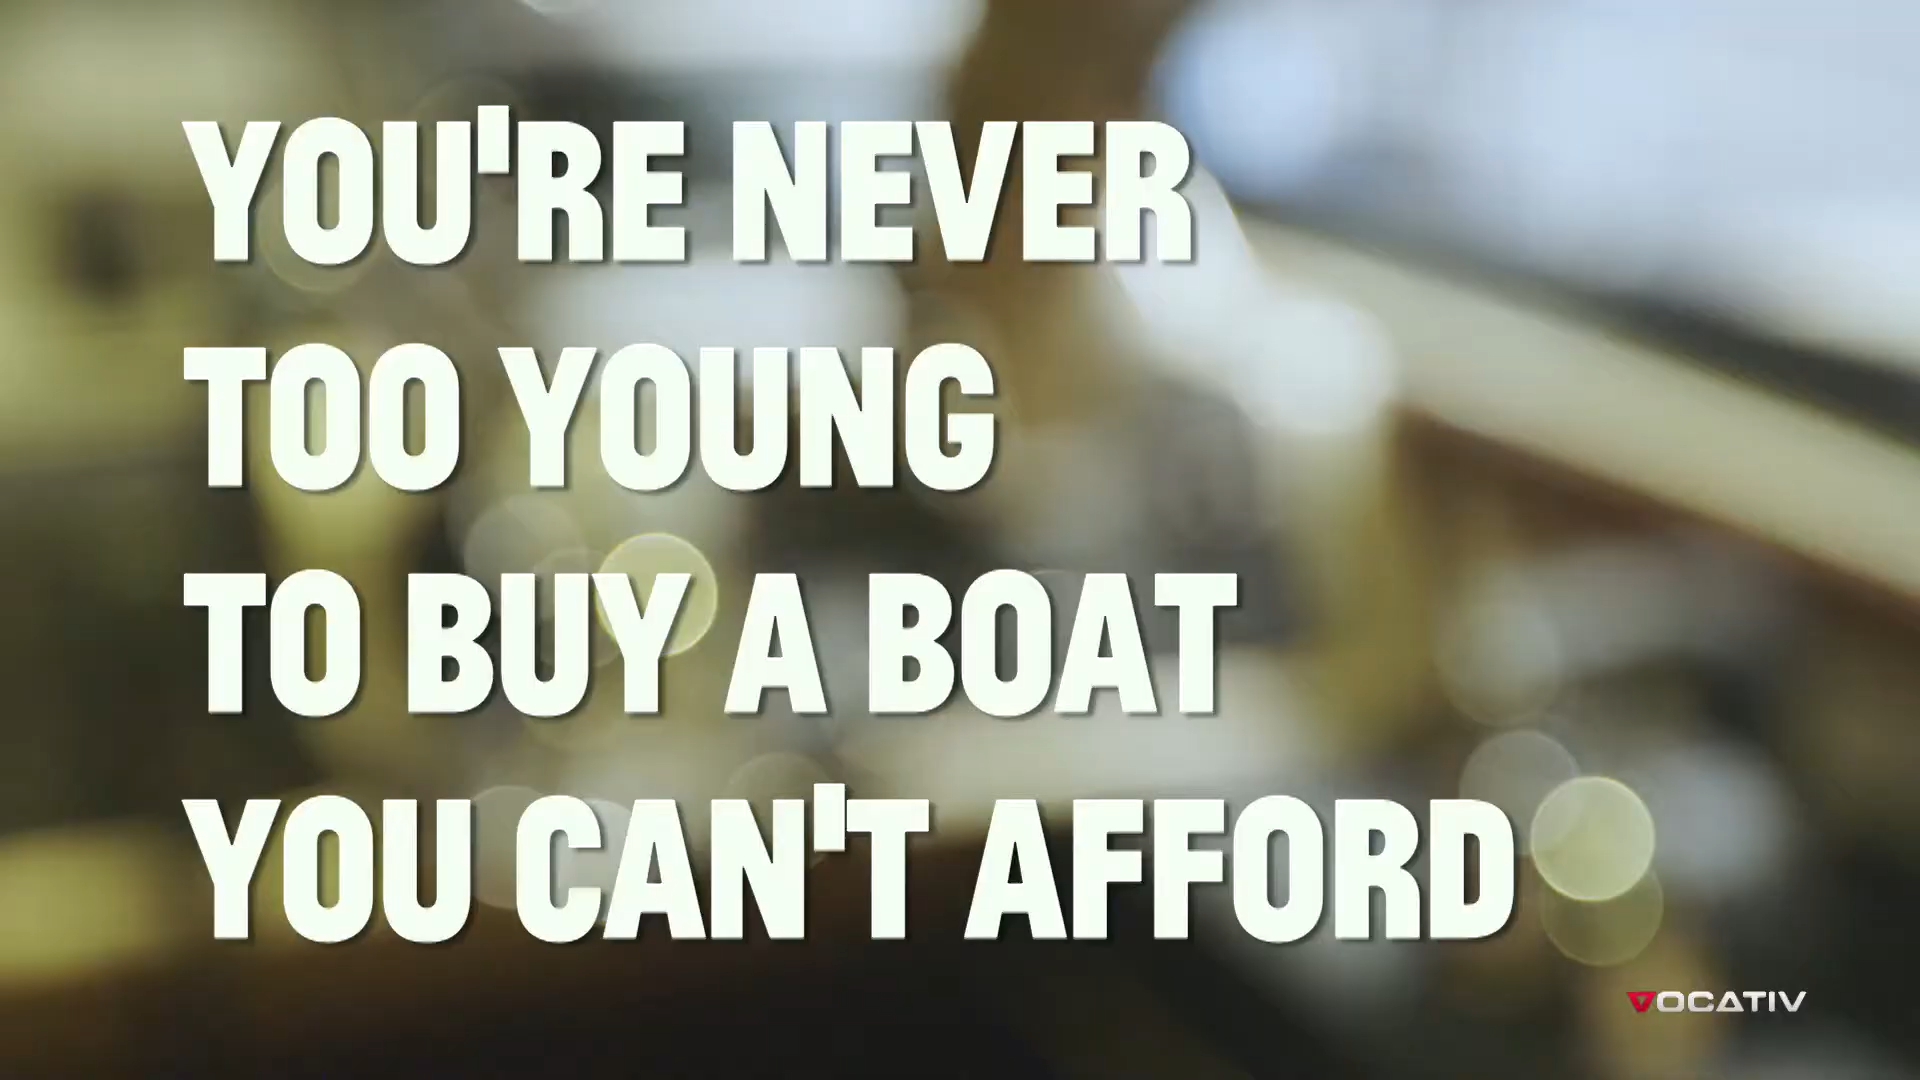 YOU'RE NEVER
TOO YOUNG
TO BUY A BOAT
YOU CAN'T AFFORD
VOCATIV